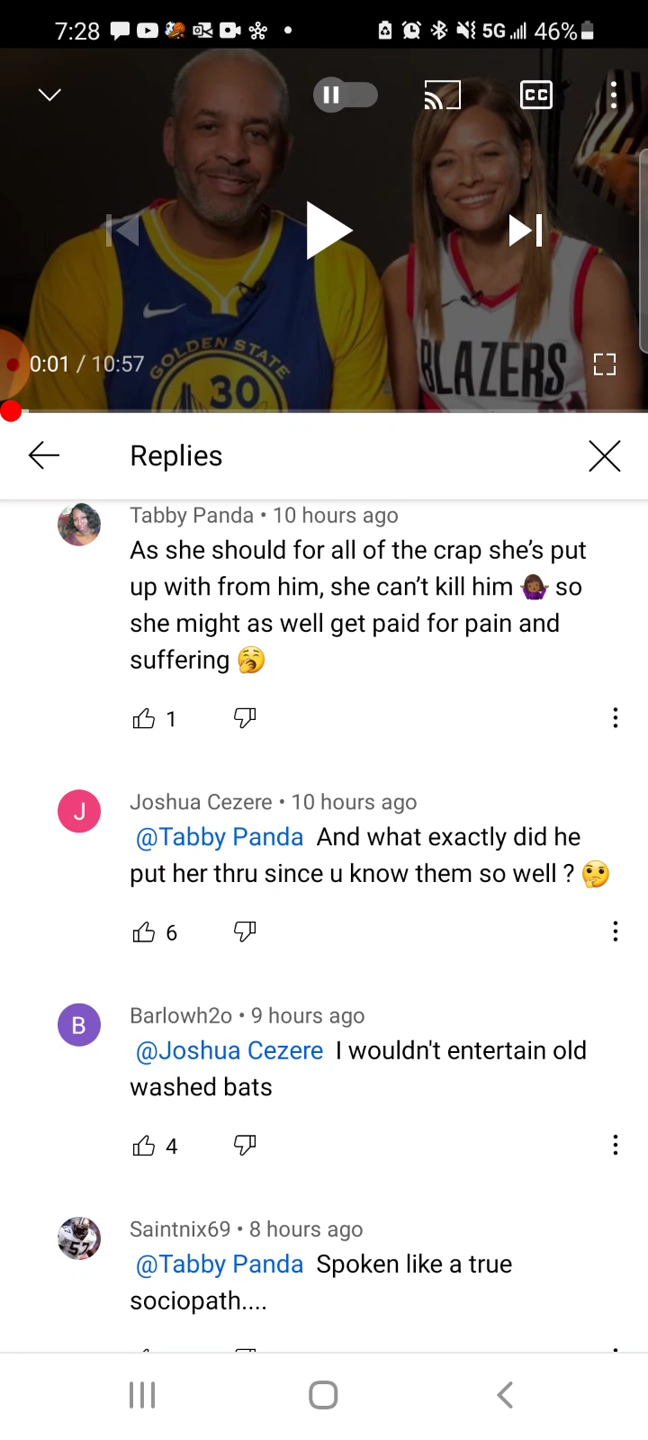 7:28 5G 46%
CC
GOLDEN STATE
30
BLAZERS
0:01 / 10:57
Replies
Tabby Panda • 10 hours ago
As she should for all of the crap she’s put
up with from him, she can’t kill him 🤷🏾‍♀️ so
she might as well get paid for pain and
suffering 🥱
1
J
Joshua Cezere • 10 hours ago
@Tabby Panda And what exactly did he
put her thru since u know them so well ? 🤔
6
B
Barlowh2o • 9 hours ago
@Joshua Cezere I wouldn't entertain old
washed bats
4
57
Saintnix69 • 8 hours ago
@Tabby Panda Spoken like a true
sociopath....